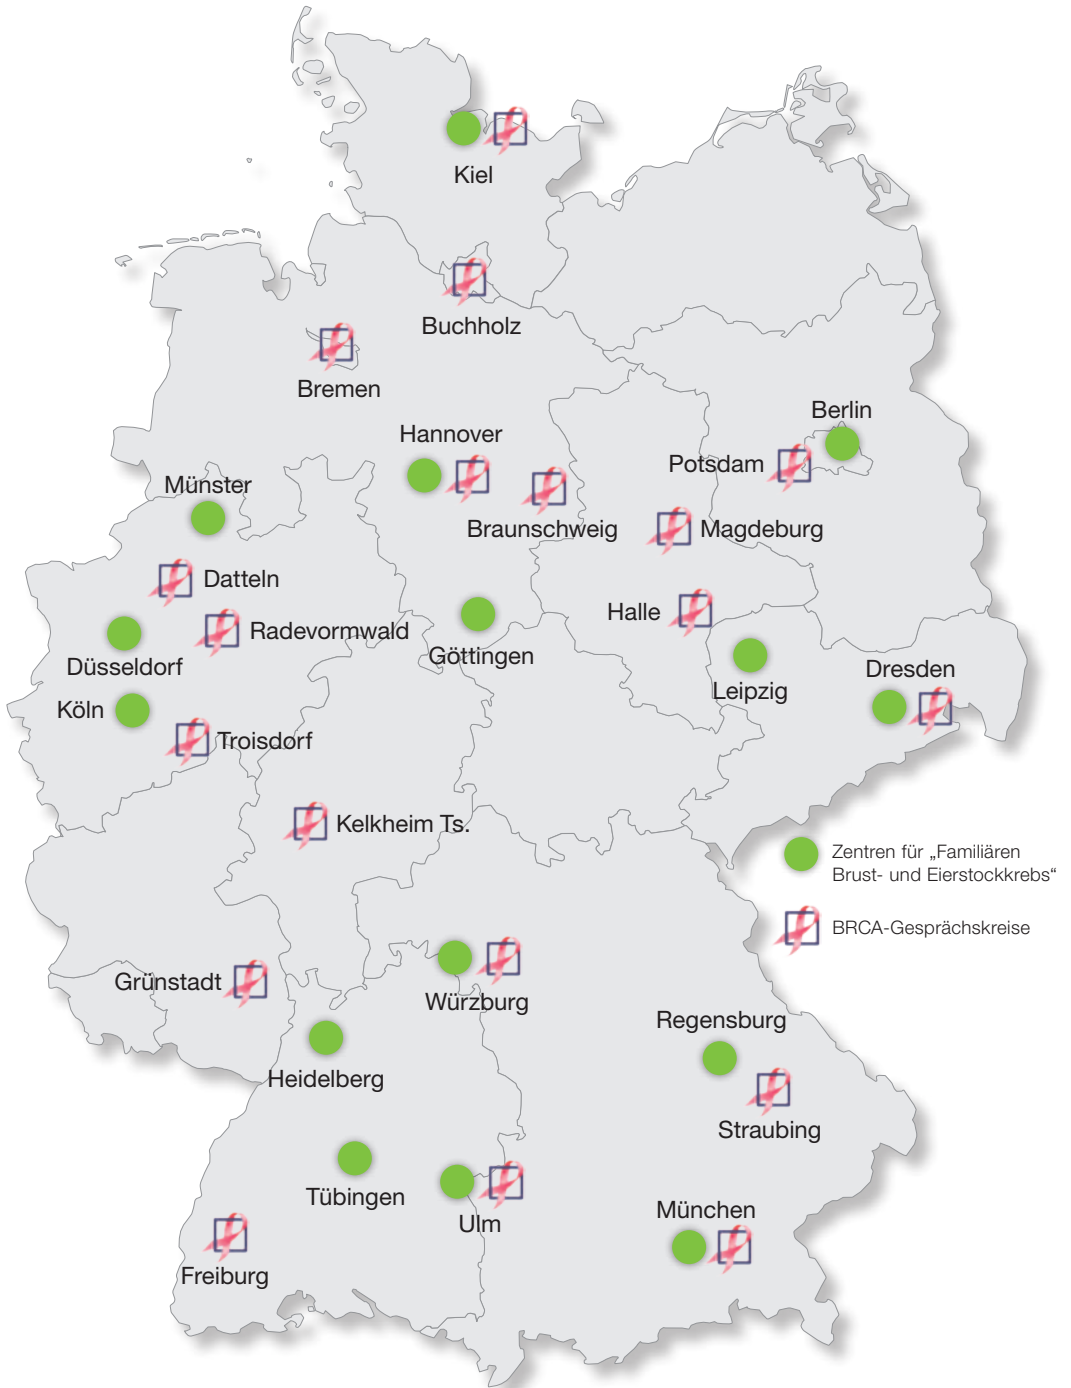 Kiel
Buchholz
Bremen
Berlin
Hannover
Potsdam
Münster
Braunschweig
Magdeburg
Datteln
Halle
Radevormwald
Göttingen
Düsseldorf
Dresden
Leipzig
Köln
Troisdorf
Kelkheim Ts.
Zentren für „Familiären
Brust- und Eierstockkrebs“
BRCA-Gesprächskreise
Grünstadt
Würzburg
Regensburg
Heidelberg
Straubing
Tübingen
München
Ulm
Freiburg